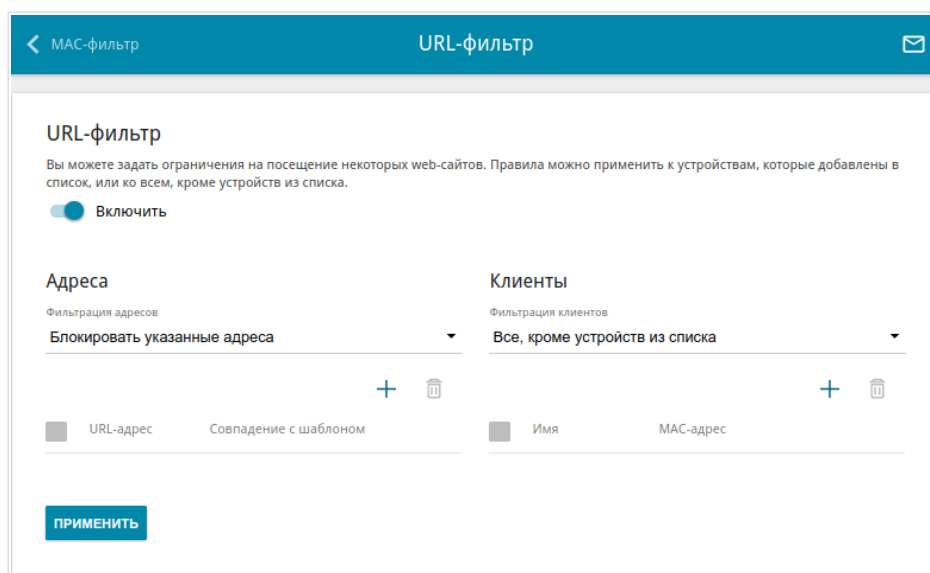 МАС-фильтр
URL-фильтр
URL-фильтр
Вы можете задать ограничения на посещение некоторых web-сайтов. Правила можно применить к устройствам, которые добавлены в
список, или ко всем, кроме устройств из списка.
Включить
Адреса
Фильтрация адресов
Блокировать указанные адреса
URL-адрес Совпадение с шаблоном
Клиенты
Фильтрация клиентов
Все, кроме устройств из списка
Имя МАС-адрес
ПРИМЕНИТЬ